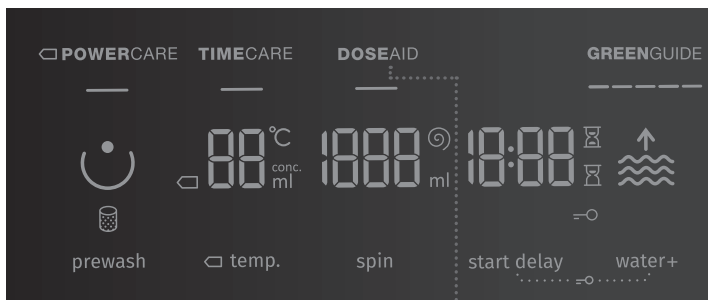 POWERCARE TIMECARE DOSEAID GREENGUIDE
88 °C 1888 18:88
conc.
ml ml
prewash temp. spin start delay water+